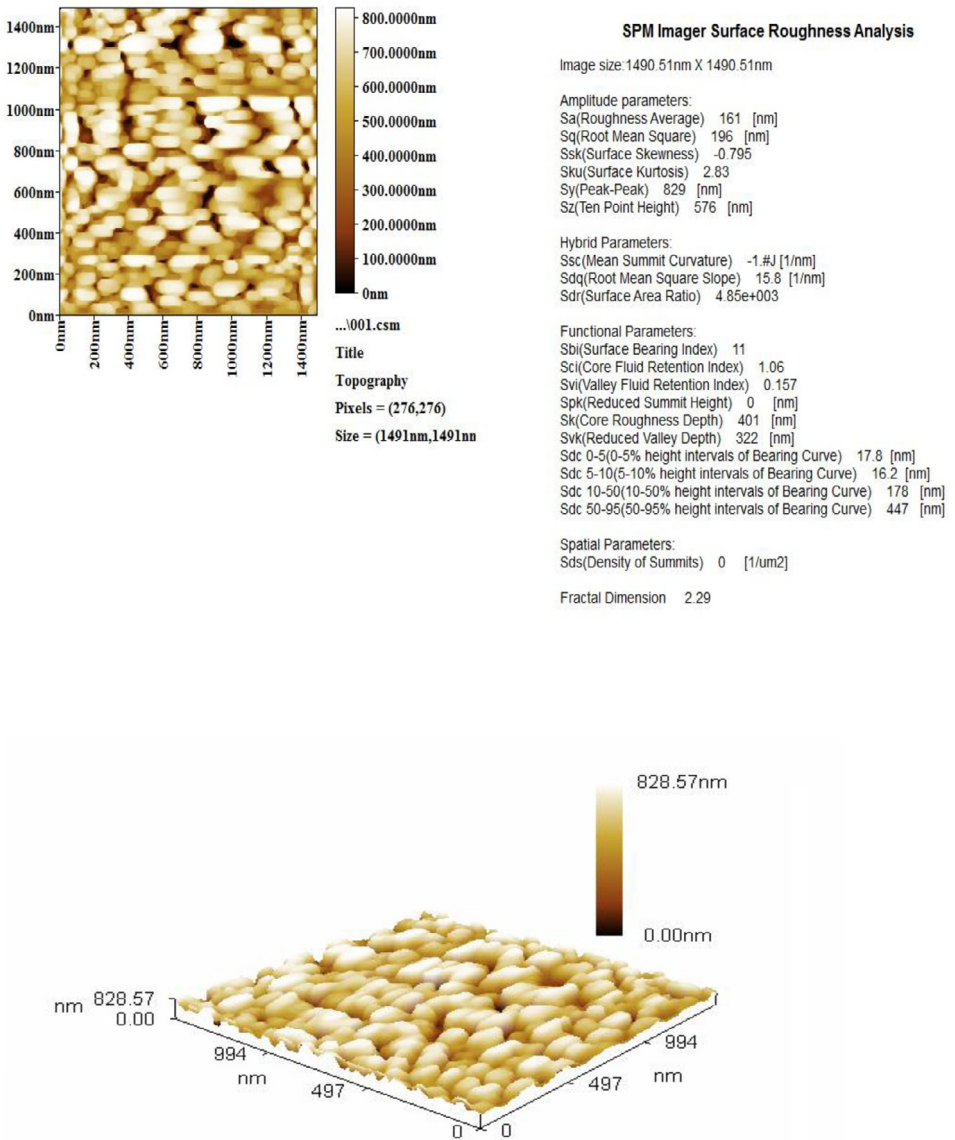 1400nm
1200nm
1000nm
800nm
600nm
400nm
200nm
0nm
0nm
200nm
400nm
600nm
800nm
1000nm
1200nm
1400nm
800.0000nm
700.0000nm
600.0000nm
500.0000nm
400.0000nm
300.0000nm
200.0000nm
100.0000nm
0nm
...\001.csm
Title
Topography
Pixels = (276,276)
Size = (1491nm,1491nn
SPM Imager Surface Roughness Analysis
Image size:1490.51nm X 1490.51nm
Amplitude parameters:
Sa(Roughness Average) 161 [nm]
Sq(Root Mean Square) 196 [nm]
Ssk(Surface Skewness) -0.795
Sku(Surface Kurtosis) 2.83
Sy(Peak-Peak) 829 [nm]
Sz(Ten Point Height) 576 [nm]
Hybrid Parameters:
Ssc(Mean Summit Curvature) -1.#J [1/nm]
Sdq(Root Mean Square Slope) 15.8 [1/nm]
Sdr(Surface Area Ratio) 4.85e+003
Functional Parameters:
Sbi(Surface Bearing Index) 11
Sci(Core Fluid Retention Index) 1.06
Svi(Valley Fluid Retention Index) 0.157
Spk(Reduced Summit Height) 0 [nm]
Sk(Core Roughness Depth) 401 [nm]
Svk(Reduced Valley Depth) 322 [nm]
Sdc 0-5(0-5% height intervals of Bearing Curve) 17.8 [nm]
Sdc 5-10(5-10% height intervals of Bearing Curve) 16.2 [nm]
Sdc 10-50(10-50% height intervals of Bearing Curve) 178 [nm]
Sdc 50-95(50-95% height intervals of Bearing Curve) 447 [nm]
Spatial Parameters:
Sds(Density of Summits) 0 [1/um2]
Fractal Dimension 2.29
828.57nm
0.00nm
nm 828.57
0.00
994
nm
497
0
0
497
nm
994